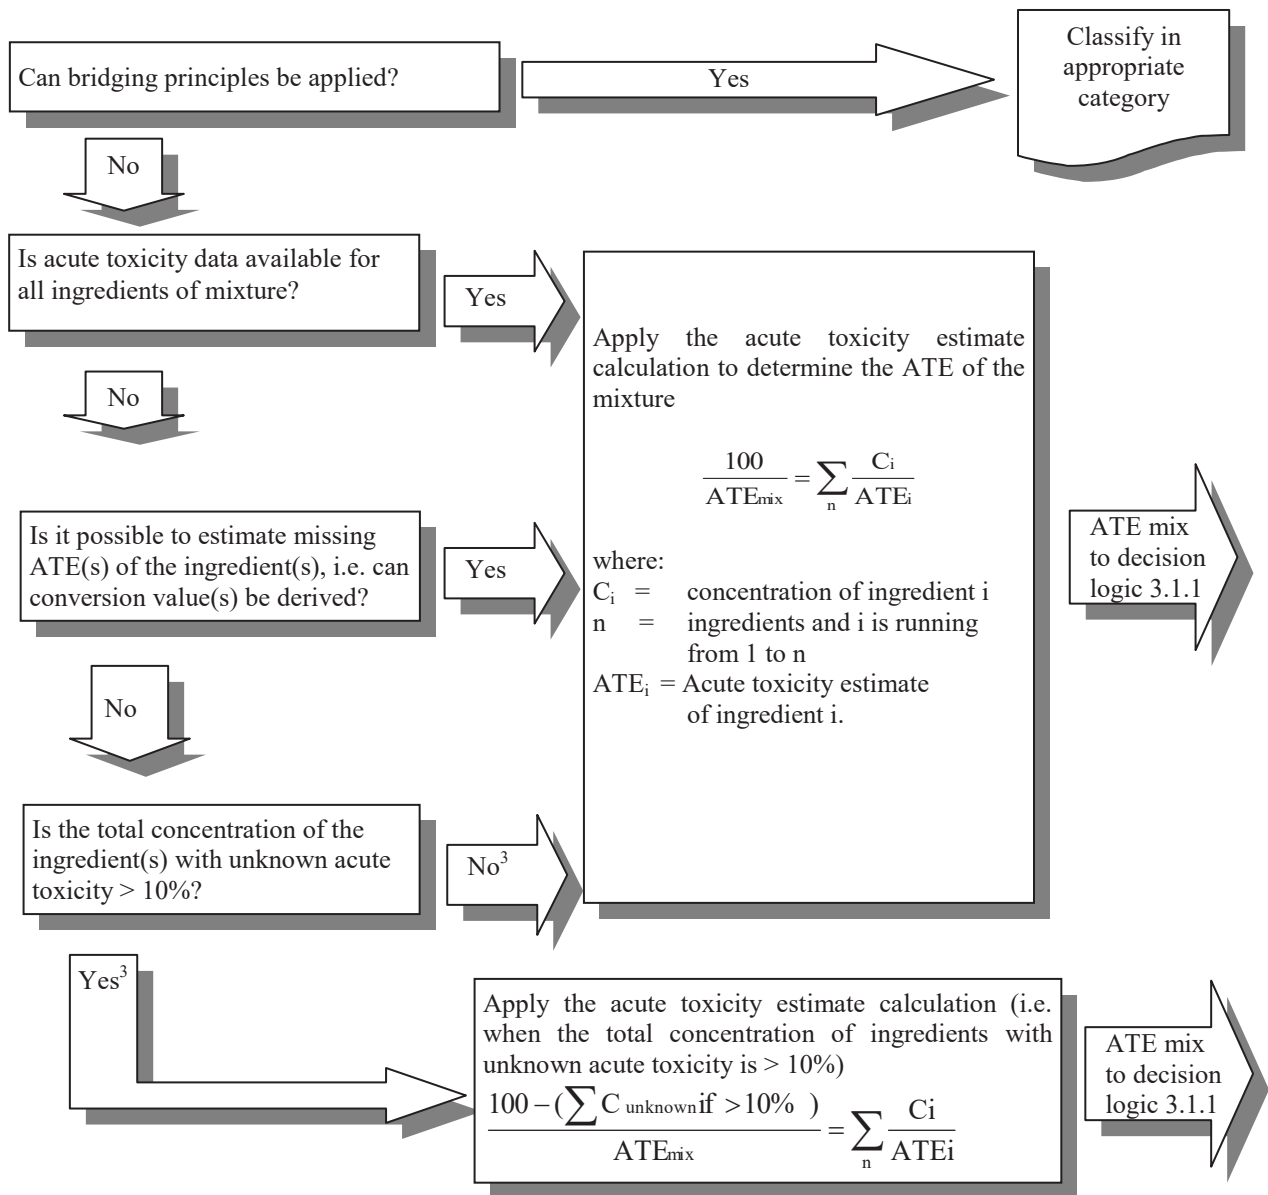 Can bridging principles be applied?
Yes
Classify in
appropriate
category
No
Is acute toxicity data available for
all ingredients of mixture?
Yes
No
Is it possible to estimate missing
ATE(s) of the ingredient(s), i.e. can
conversion value(s) be derived?
Yes
No
Is the total concentration of the
ingredient(s) with unknown acute
toxicity > 10%?
No³
Apply the acute toxicity estimate
calculation to determine the ATE of the
mixture
100
ATEmix
=
∑
n
Ci
ATEi
where:
Cᵢ = concentration of ingredient i
n = ingredients and i is running
from 1 to n
ATEᵢ = Acute toxicity estimate
of ingredient i.
ATE mix
to decision
logic 3.1.1
Yes³
Apply the acute toxicity estimate calculation (i.e.
when the total concentration of ingredients with
unknown acute toxicity is > 10%)
100 – (∑ C unknown if > 10% )
ATEmix
=
∑
n
Ci
ATEi
ATE mix
to decision
logic 3.1.1